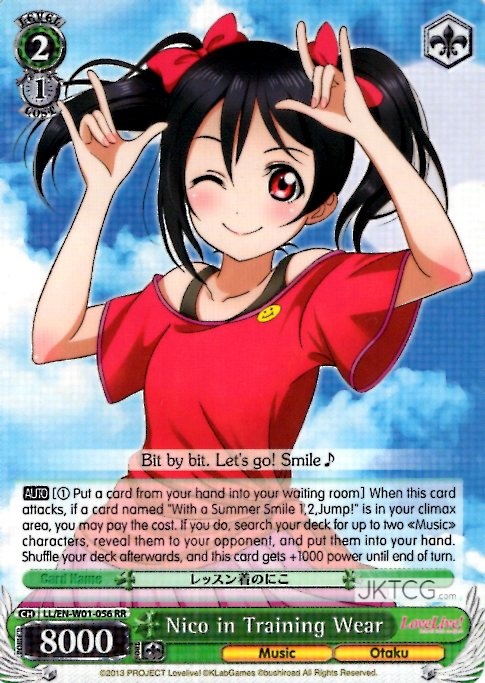 LEVEL
2
1
COST
Bit by bit. Let's go! Smile♪
AUTO [① Put a card from your hand into your waiting room] When this card
attacks, if a card named "With a Summer Smile 1,2,Jump!" is in your climax
area, you may pay the cost. If you do, search your deck for up to two «Music»
characters, reveal them to your opponent, and put them into your hand.
Shuffle your deck afterwards, and this card gets +1000 power until end of turn.
Card Name
レッスン着のにこ
JKTCG.com
GH LL/EN-W01-056 RR
Nico in Training Wear
LoveLive!
8000
Music
Otaku
©2013 PROJECT Lovelive! ©KLabGames ©bushiroad All Rights Reserved.